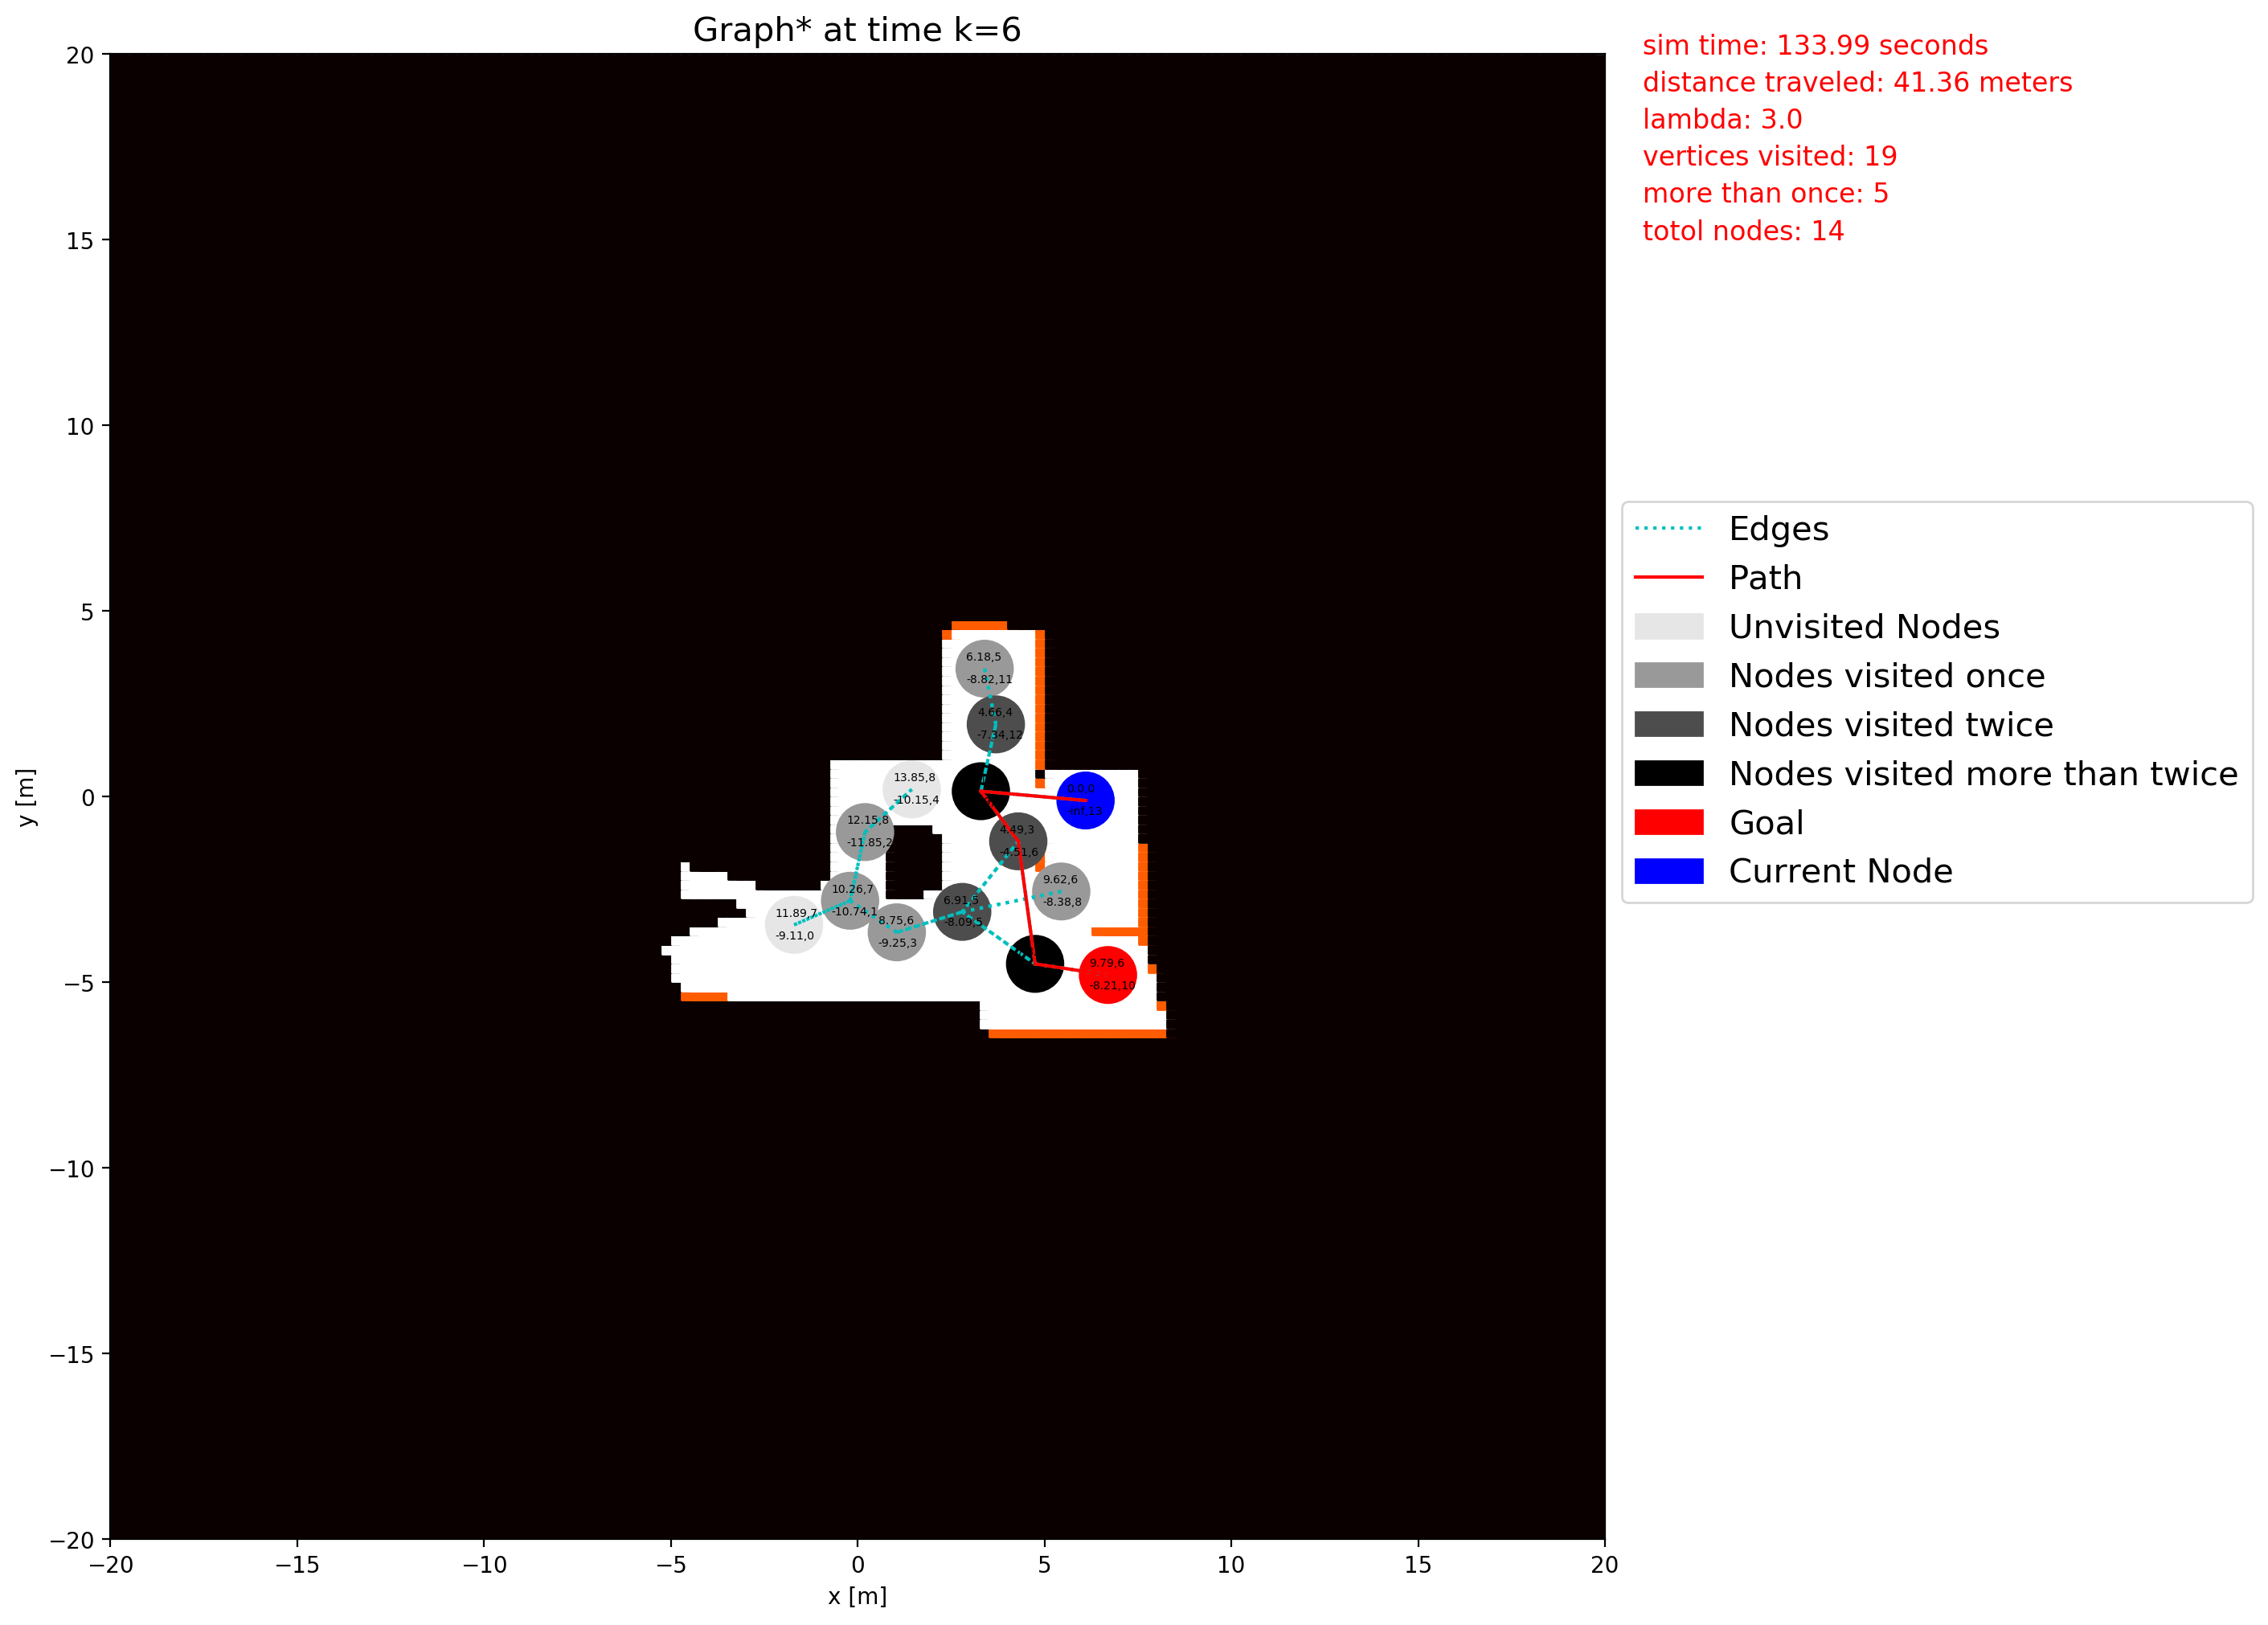 Graph* at time k=6
sim time: 133.99 seconds
distance traveled: 41.36 meters
lambda: 3.0
vertices visited: 19
more than once: 5
totol nodes: 14
20
15
10
5
0
−5
−10
−15
−20
y [m]
−20
−15
−10
−5
0
5
10
15
20
x [m]
6.18,5
-8.82,11
4.66,4
-7.34,12
13.85,8
-10.15,4
0.0,0
-inf,13
12.15,8
-11.85,2
4.49,3
-4.51,6
9.62,6
-8.38,8
10.26,7
-10.74,1
6.91,5
-8.09,5
11.89,7
-9.11,0
8.75,6
-9.25,3
9.79,6
-8.21,10
Edges
Path
Unvisited Nodes
Nodes visited once
Nodes visited twice
Nodes visited more than twice
Goal
Current Node